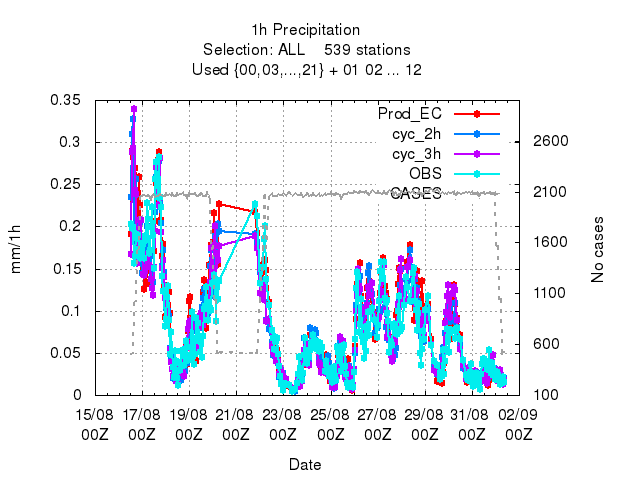 1h Precipitation
Selection: ALL 539 stations
Used {00,03,...,21} + 01 02 ... 12
Prod_EC
cyc_2h
cyc_3h
OBS
CASES
mm/1h
0.35
0.3
0.25
0.2
0.15
0.1
0.05
0
No cases
2600
2100
1600
1100
600
100
15/08 17/08 19/08 21/08 23/08 25/08 27/08 29/08 31/08 02/09
00Z 00Z 00Z 00Z 00Z 00Z 00Z 00Z 00Z 00Z
Date